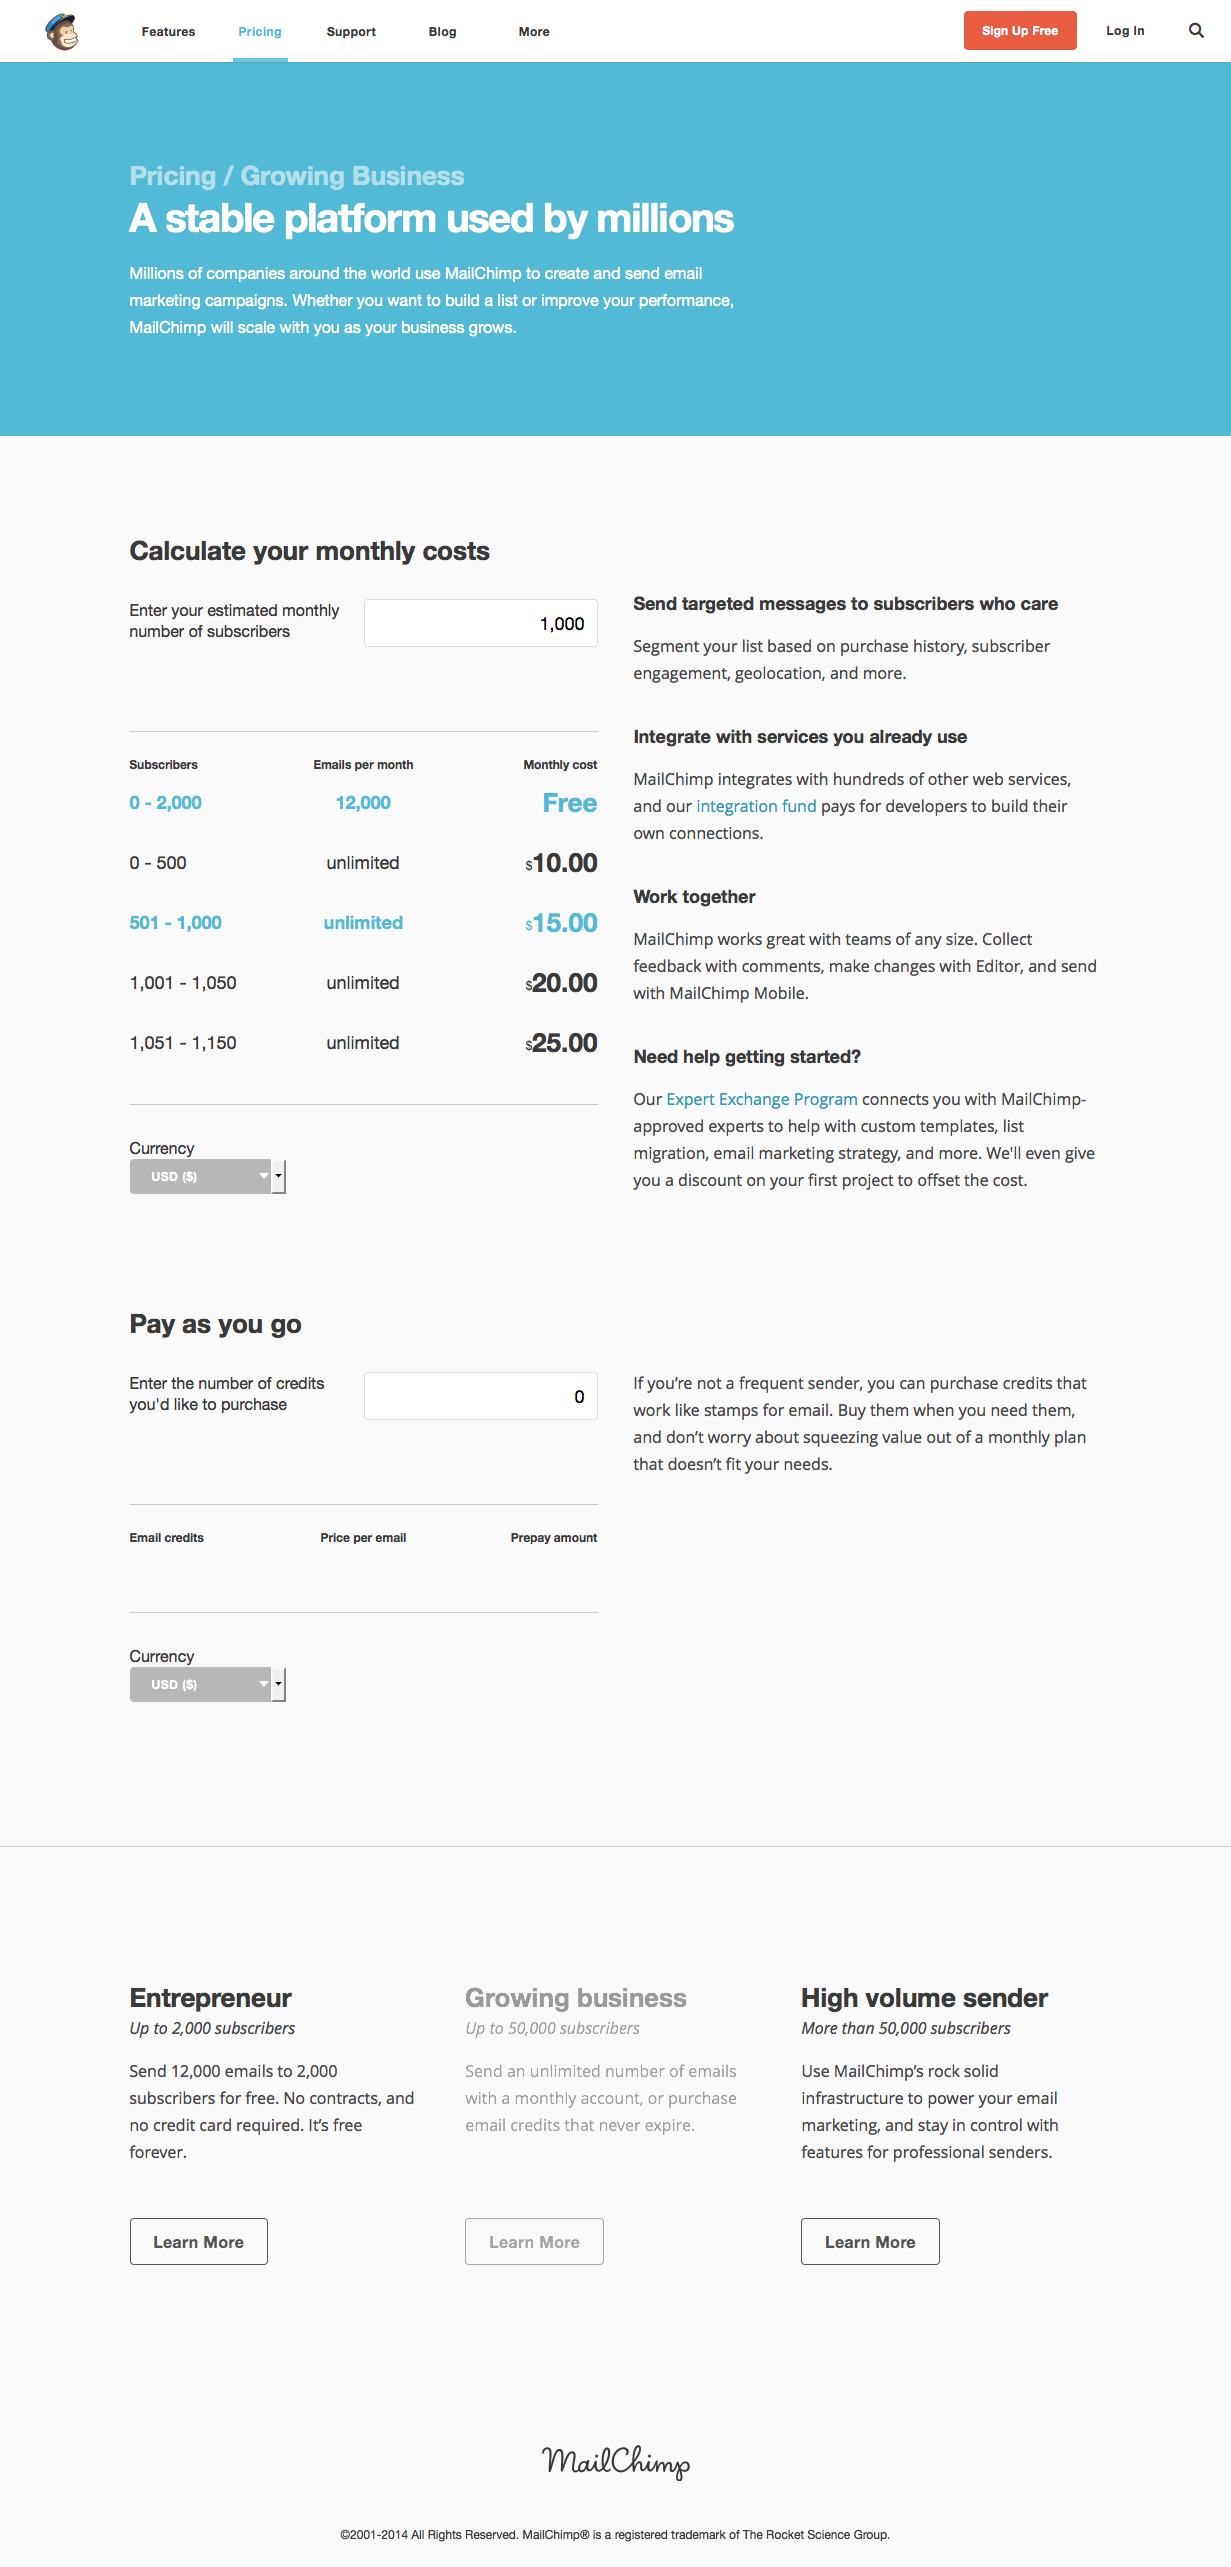 Features Pricing Support Blog More Sign Up Free Log In
Pricing / Growing Business
A stable platform used by millions
Millions of companies around the world use MailChimp to create and send email
marketing campaigns. Whether you want to build a list or improve your performance,
MailChimp will scale with you as your business grows.
Calculate your monthly costs
Enter your estimated monthly
number of subscribers
1,000
Subscribers Emails per month Monthly cost
0 - 2,000 12,000 Free
0 - 500 unlimited $10.00
501 - 1,000 unlimited $15.00
1,001 - 1,050 unlimited $20.00
1,051 - 1,150 unlimited $25.00
Currency
USD ($)
Send targeted messages to subscribers who care
Segment your list based on purchase history, subscriber
engagement, geolocation, and more.
Integrate with services you already use
MailChimp integrates with hundreds of other web services,
and our integration fund pays for developers to build their
own connections.
Work together
MailChimp works great with teams of any size. Collect
feedback with comments, make changes with Editor, and send
with MailChimp Mobile.
Need help getting started?
Our Expert Exchange Program connects you with MailChimp-
approved experts to help with custom templates, list
migration, email marketing strategy, and more. We'll even give
you a discount on your first project to offset the cost.
Pay as you go
Enter the number of credits
you'd like to purchase
0
Email credits Price per email Prepay amount
Currency
USD ($)
If you’re not a frequent sender, you can purchase credits that
work like stamps for email. Buy them when you need them,
and don’t worry about squeezing value out of a monthly plan
that doesn’t fit your needs.
Entrepreneur
Up to 2,000 subscribers
Send 12,000 emails to 2,000
subscribers for free. No contracts, and
no credit card required. It’s free
forever.
Learn More
Growing business
Up to 50,000 subscribers
Send an unlimited number of emails
with a monthly account, or purchase
email credits that never expire.
Learn More
High volume sender
More than 50,000 subscribers
Use MailChimp’s rock solid
infrastructure to power your email
marketing, and stay in control with
features for professional senders.
Learn More
MailChimp
©2001-2014 All Rights Reserved. MailChimp® is a registered trademark of The Rocket Science Group.